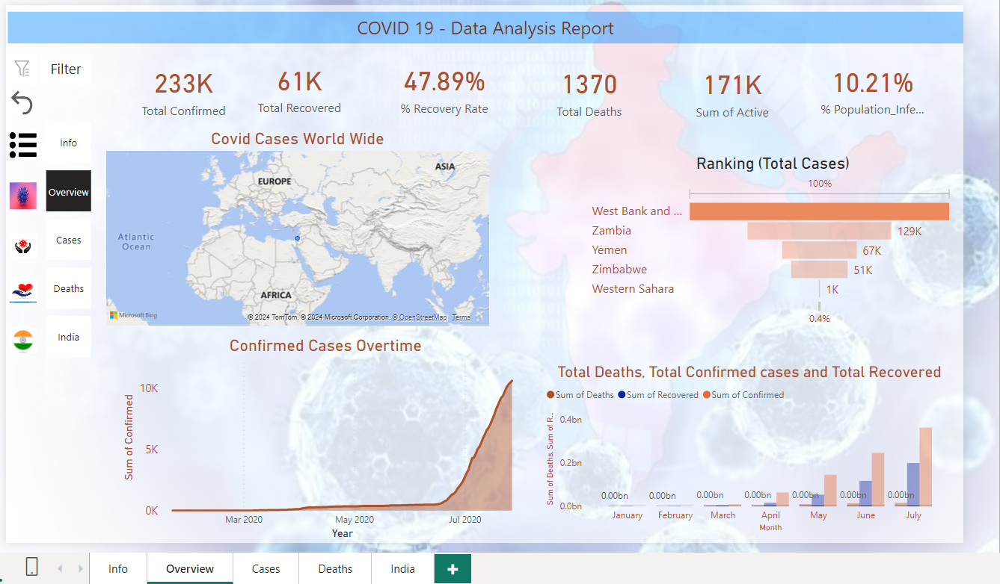 COVID 19 - Data Analysis Report
Filter
Info
Overview
Cases
Deaths
India
233K
Total Confirmed
61K
Total Recovered
47.89%
% Recovery Rate
1370
Total Deaths
171K
Sum of Active
10.21%
% Population_Infe...
Covid Cases World Wide
ASIA
EUROPE
Atlantic
Ocean
AFRICA
Microsoft Bing
© 2024 TomTom, © 2024 Microsoft Corporation, © OpenStreetMap Terms
Ranking (Total Cases)
100%
West Bank and ...
Zambia 129K
Yemen 67K
Zimbabwe 51K
Western Sahara 1K
0.4%
Confirmed Cases Overtime
Sum of Confirmed
10K
5K
0K
Mar 2020 May 2020 Jul 2020
Year
Total Deaths, Total Confirmed cases and Total Recovered
Sum of Deaths Sum of Recovered Sum of Confirmed
Sum of Deaths, Sum of R...
0.4bn
0.2bn
0.0bn
0.00bn 0.00bn 0.00bn 0.00bn 0.00bn 0.00bn 0.00bn
January February March April May June July
Month
Info Overview Cases Deaths India +